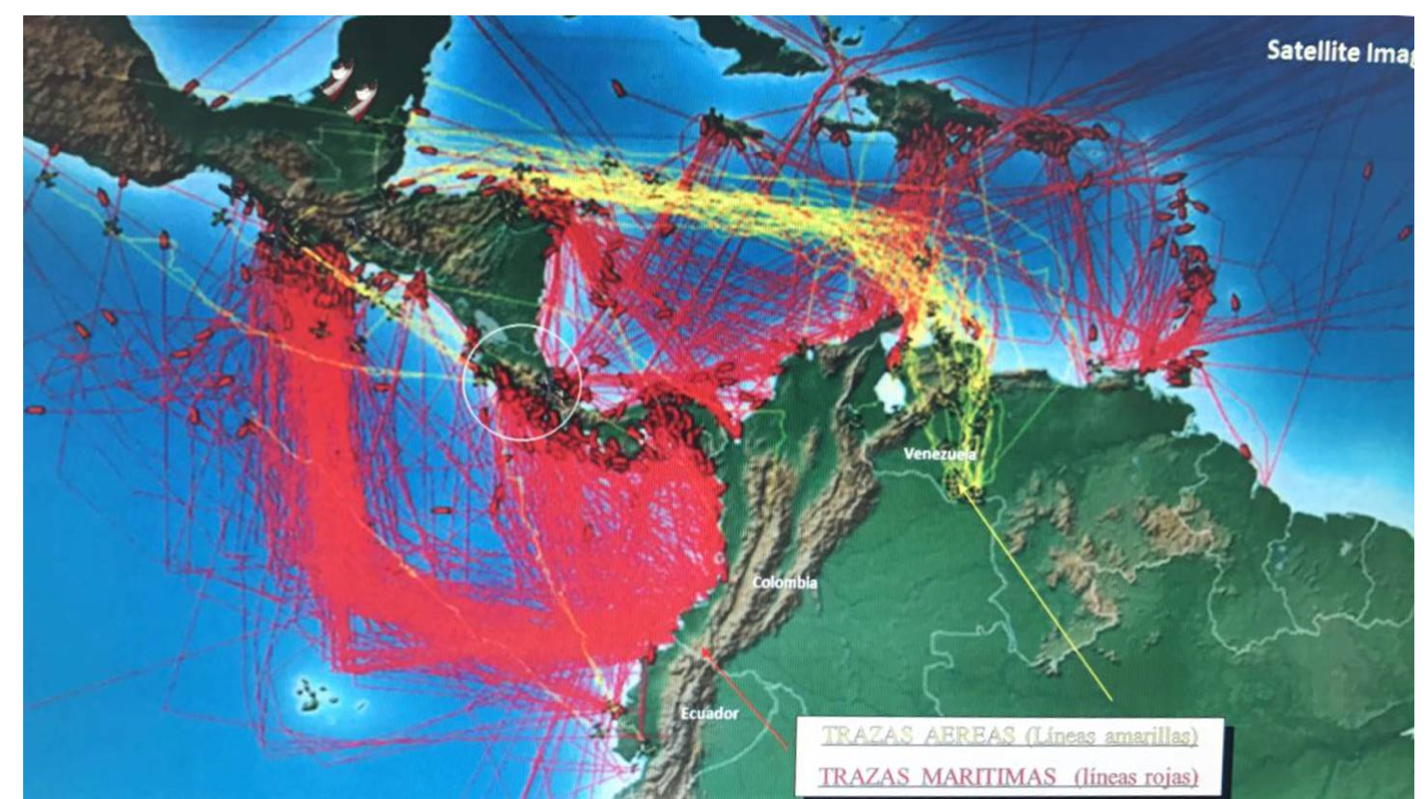 Satellite Imag
Venezuela
Colombia
Ecuador
TRAZAS AEREAS (Líneas amarillas)
TRAZAS MARITIMAS (líneas rojas)